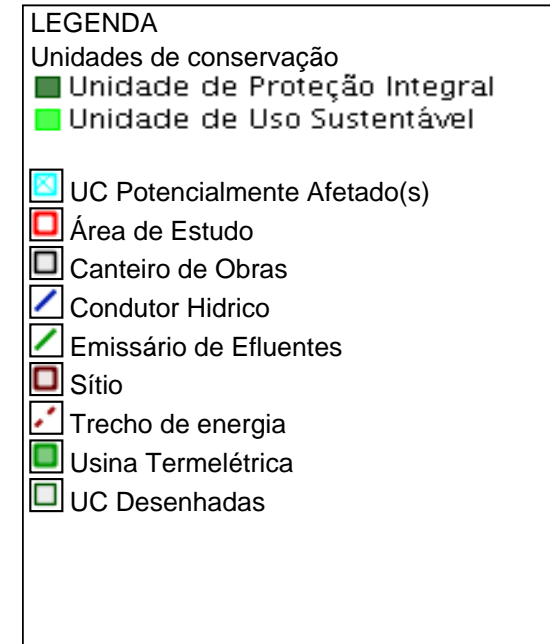 LEGENDA
Unidades de conservação
Unidade de Proteção Integral
Unidade de Uso Sustentável
UC Potencialmente Afetado(s)
Área de Estudo
Canteiro de Obras
Condutor Hidrico
Emissário de Efluentes
Sítio
Trecho de energia
Usina Termelétrica
UC Desenhadas